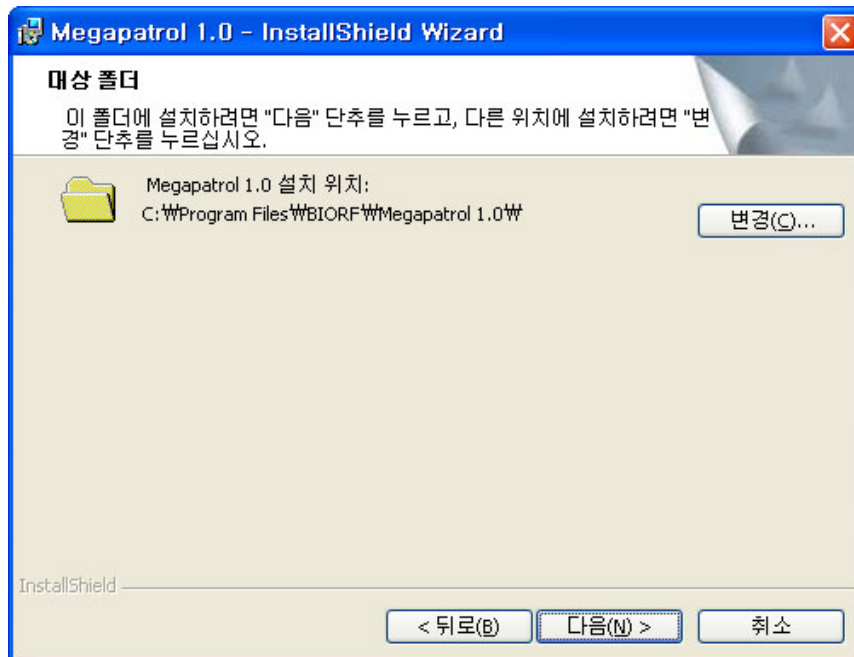 Megapatrol 1.0 - InstallShield Wizard
대상 폴더
이 폴더에 설치하려면 "다음" 단추를 누르고, 다른 위치에 설치하려면 "변
경" 단추를 누르십시오.
Megapatrol 1.0 설치 위치:
C:₩Program Files₩BIORF₩Megapatrol 1.0₩
변경(C)...
InstallShield
< 뒤로(B)
다음(N) >
취소